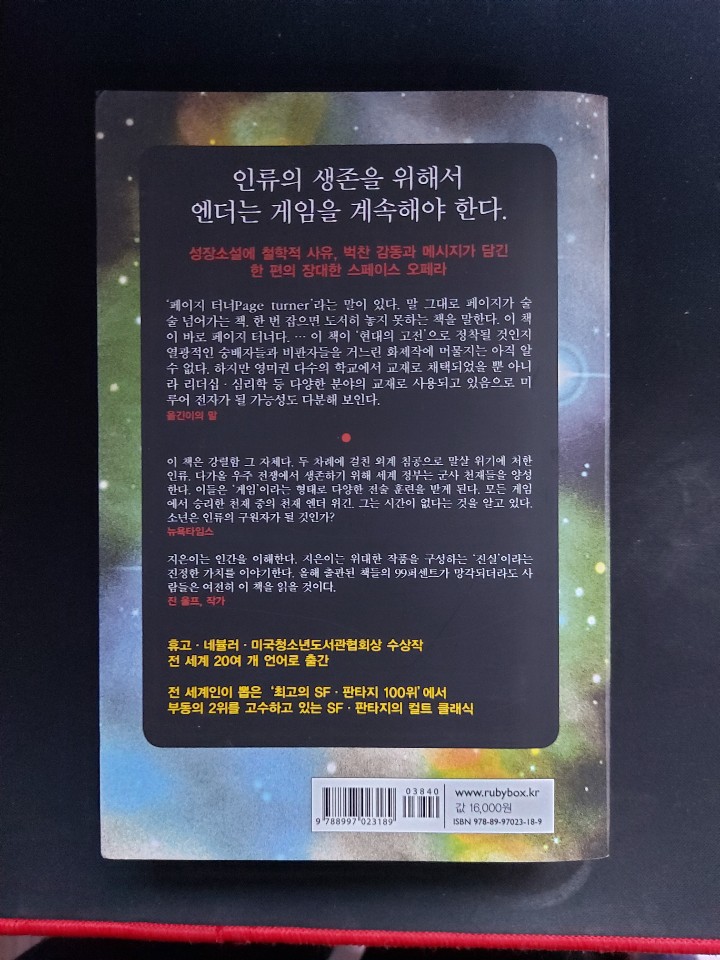 인류의 생존을 위해서
엔더는 게임을 계속해야 한다.
성장소설에 철학적 사유, 벅찬 감동과 메시지가 담긴
한 편의 장대한 스페이스 오페라
'페이지 터너Page turner'라는 말이 있다. 말 그대로 페이지가 술
술 넘어가는 책, 한 번 잡으면 도저히 놓지 못하는 책을 말한다. 이 책
이 바로 페이지 터너다. … 이 책이 '현대의 고전'으로 정착될 것인지
열광적인 숭배자들과 비판자들을 거느린 화제작에 머물지는 아직 알
수 없다. 하지만 영미권 다수의 학교에서 교재로 채택되었을 뿐 아니
라 리더십·심리학 등 다양한 분야의 교재로 사용되고 있음으로 미
루어 전자가 될 가능성도 다분해 보인다.
옮긴이의 말
이 책은 강렬함 그 자체다. 두 차례에 걸친 외계 침공으로 말살 위기에 처한
인류. 다가올 우주 전쟁에서 생존하기 위해 세계 정부는 군사 천재들을 양성
한다. 이들은 '게임'이라는 형태로 다양한 전술 훈련을 받게 된다. 모든 게임
에서 승리한 천재 중의 천재 엔더 위긴. 그는 시간이 없다는 것을 알고 있다.
소년은 인류의 구원자가 될 것인가?
뉴욕타임스
지은이는 인간을 이해한다. 지은이는 위대한 작품을 구성하는 '진실'이라는
진정한 가치를 이야기한다. 올해 출판된 책들의 99퍼센트가 망각되더라도 사
람들은 여전히 이 책을 읽을 것이다.
진 울프, 작가
휴고·네뷸러·미국청소년도서관협회상 수상작
전 세계 20여 개 언어로 출간
전 세계인이 뽑은 '최고의 SF·판타지 100위'에서
부동의 2위를 고수하고 있는 SF·판타지의 컬트 클래식
03840
9 788997 023189
www.rubybox.kr
값 16,000원
ISBN 978-89-97023-18-9